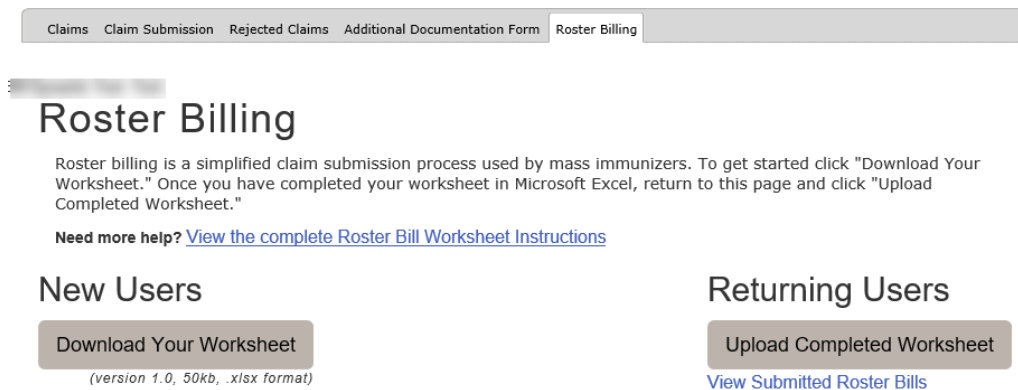 Claims Claim Submission Rejected Claims Additional Documentation Form Roster Billing
Roster Billing
Roster billing is a simplified claim submission process used by mass immunizers. To get started click "Download Your
Worksheet." Once you have completed your worksheet in Microsoft Excel, return to this page and click "Upload
Completed Worksheet."
Need more help? View the complete Roster Bill Worksheet Instructions
New Users
Download Your Worksheet
(version 1.0, 50kb, .xlsx format)
Returning Users
Upload Completed Worksheet
View Submitted Roster Bills